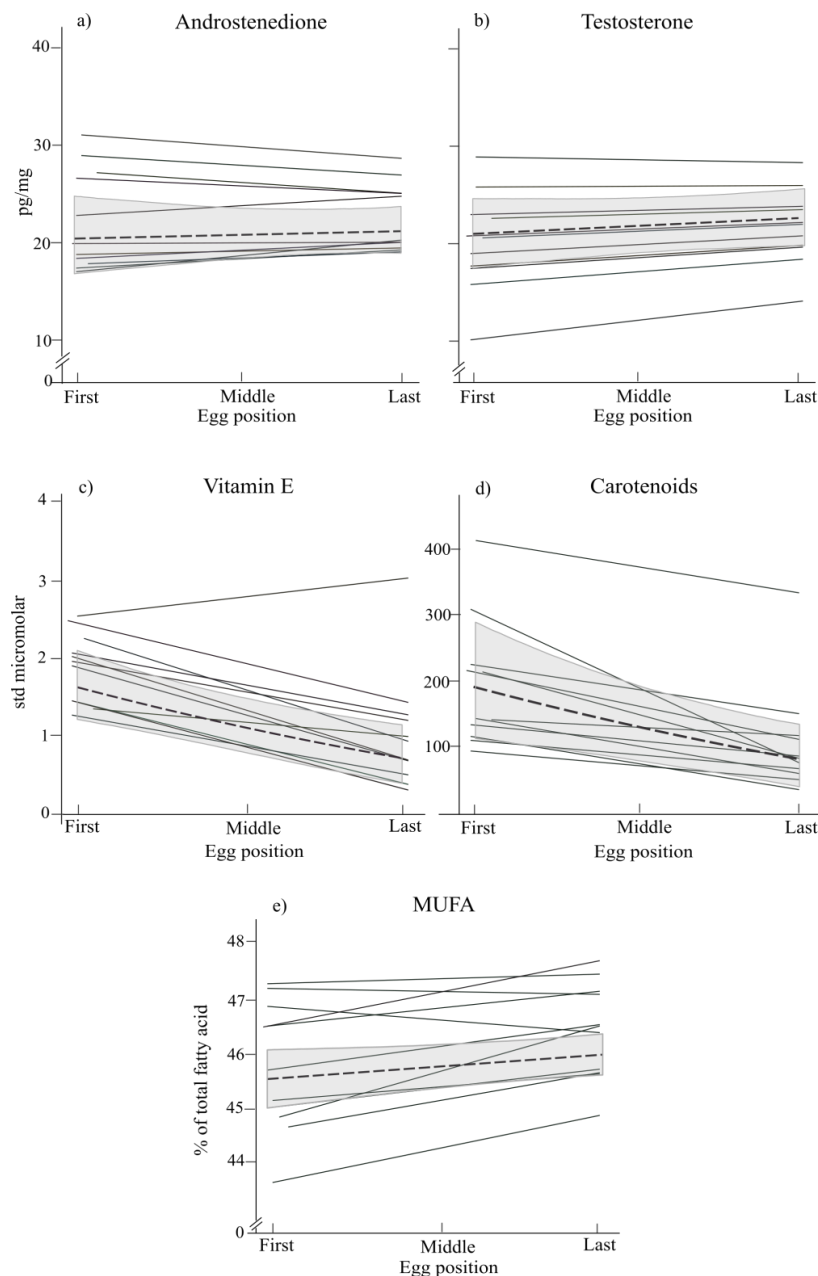 a) Androstenedione
b) Testosterone
40
30
20
10
0
pg/mg
First Middle Last
Egg position
First Middle Last
Egg position
c) Vitamin E
d) Carotenoids
4
3
2
1
0
std micromolar
400
300
200
100
First Middle Last
Egg position
First Middle Last
Egg position
e) MUFA
48
47
46
45
44
0
% of total fatty acid
First Middle Last
Egg position